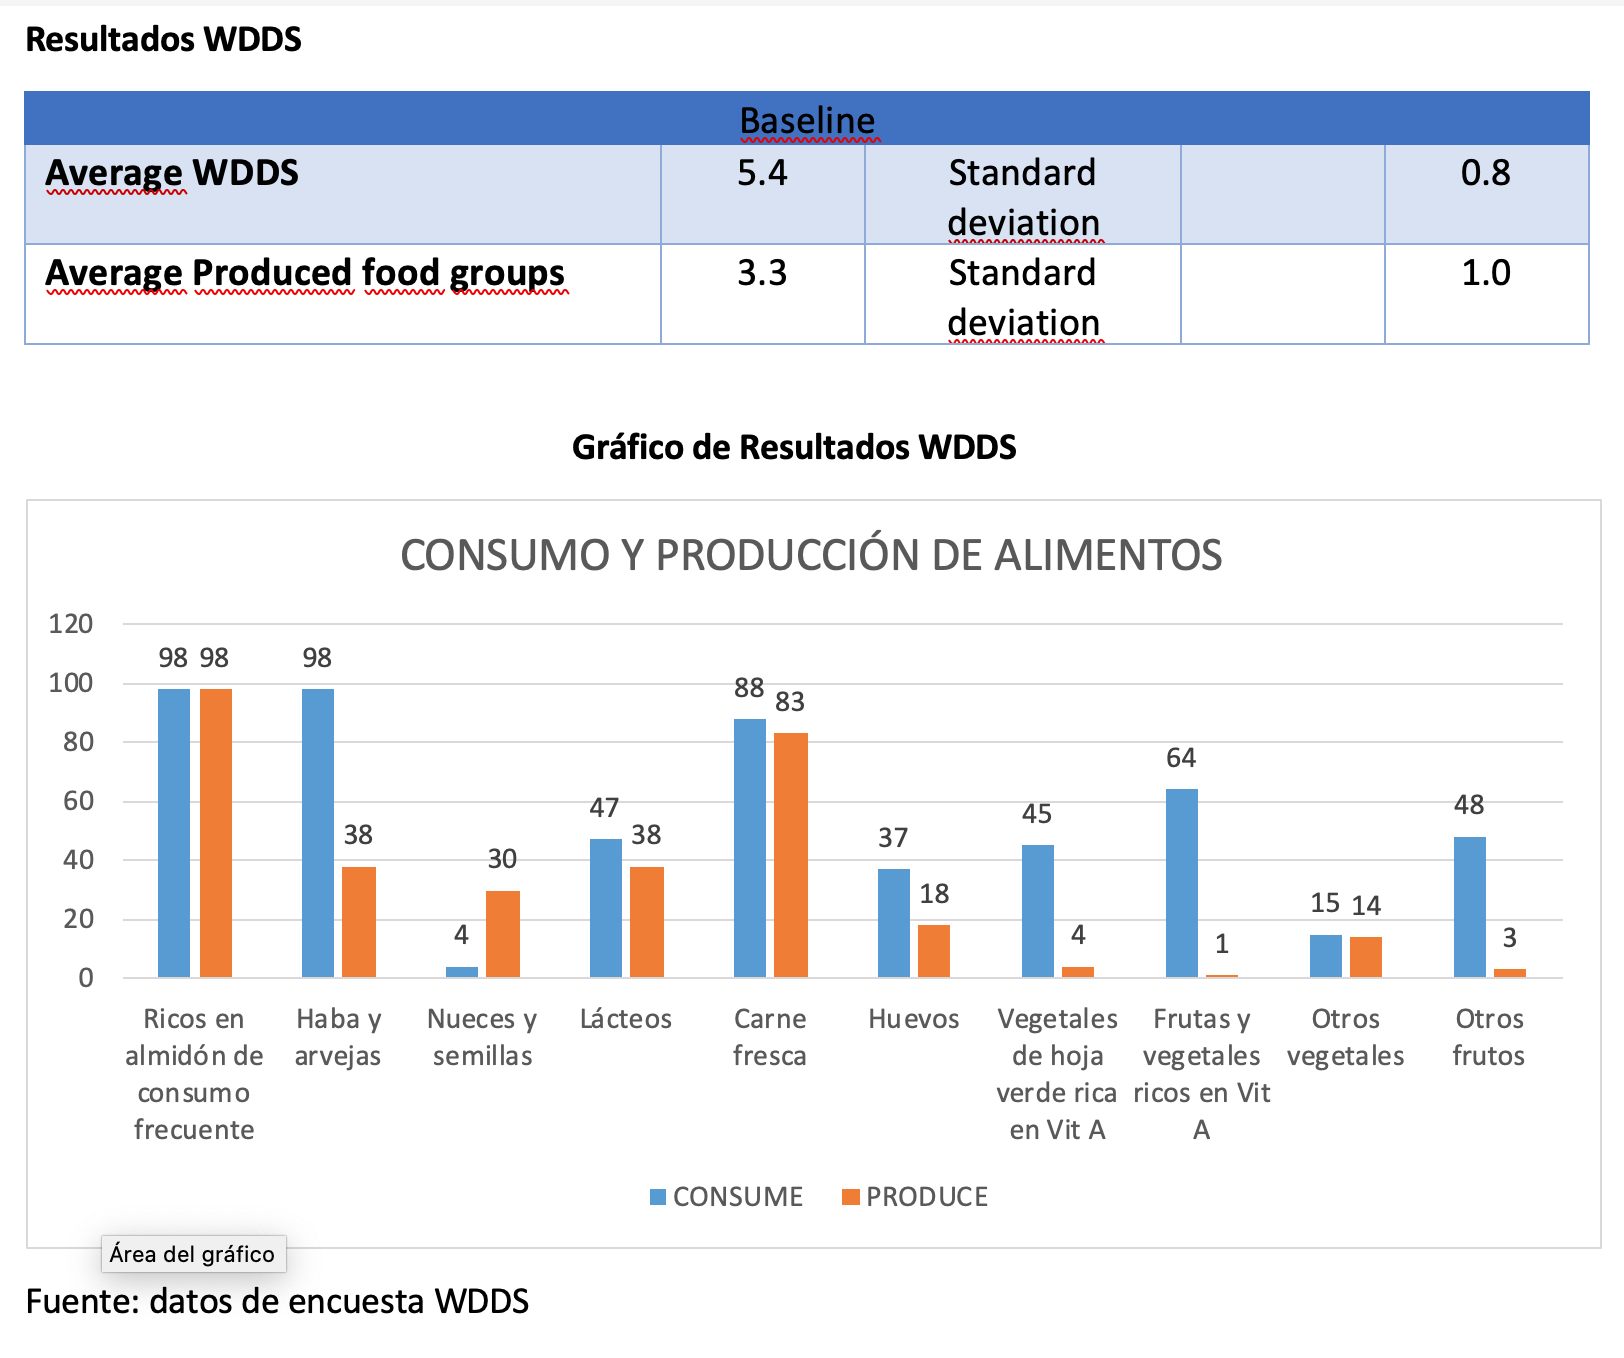 Resultados WDDS
Baseline
Average WDDS 5.4 Standard 0.8
deviation
Average Produced food groups 3.3 Standard 1.0
deviation
Gráfico de Resultados WDDS
CONSUMO Y PRODUCCIÓN DE ALIMENTOS
120
100
80
60
40
20
0
98 98 98 38 4 30 47 38 88 83 37 18 45 4 64 1 15 14 48 3
Ricos en
almidón de
consumo
frecuente
Haba y
arvejas
Nueces y
semillas
Lácteos
Carne
fresca
Huevos
Vegetales
de hoja
verde rica
en Vit A
Frutas y
vegetales
ricos en Vit
A
Otros
vegetales
Otros
frutos
CONSUME PRODUCE
Área del gráfico
Fuente: datos de encuesta WDDS